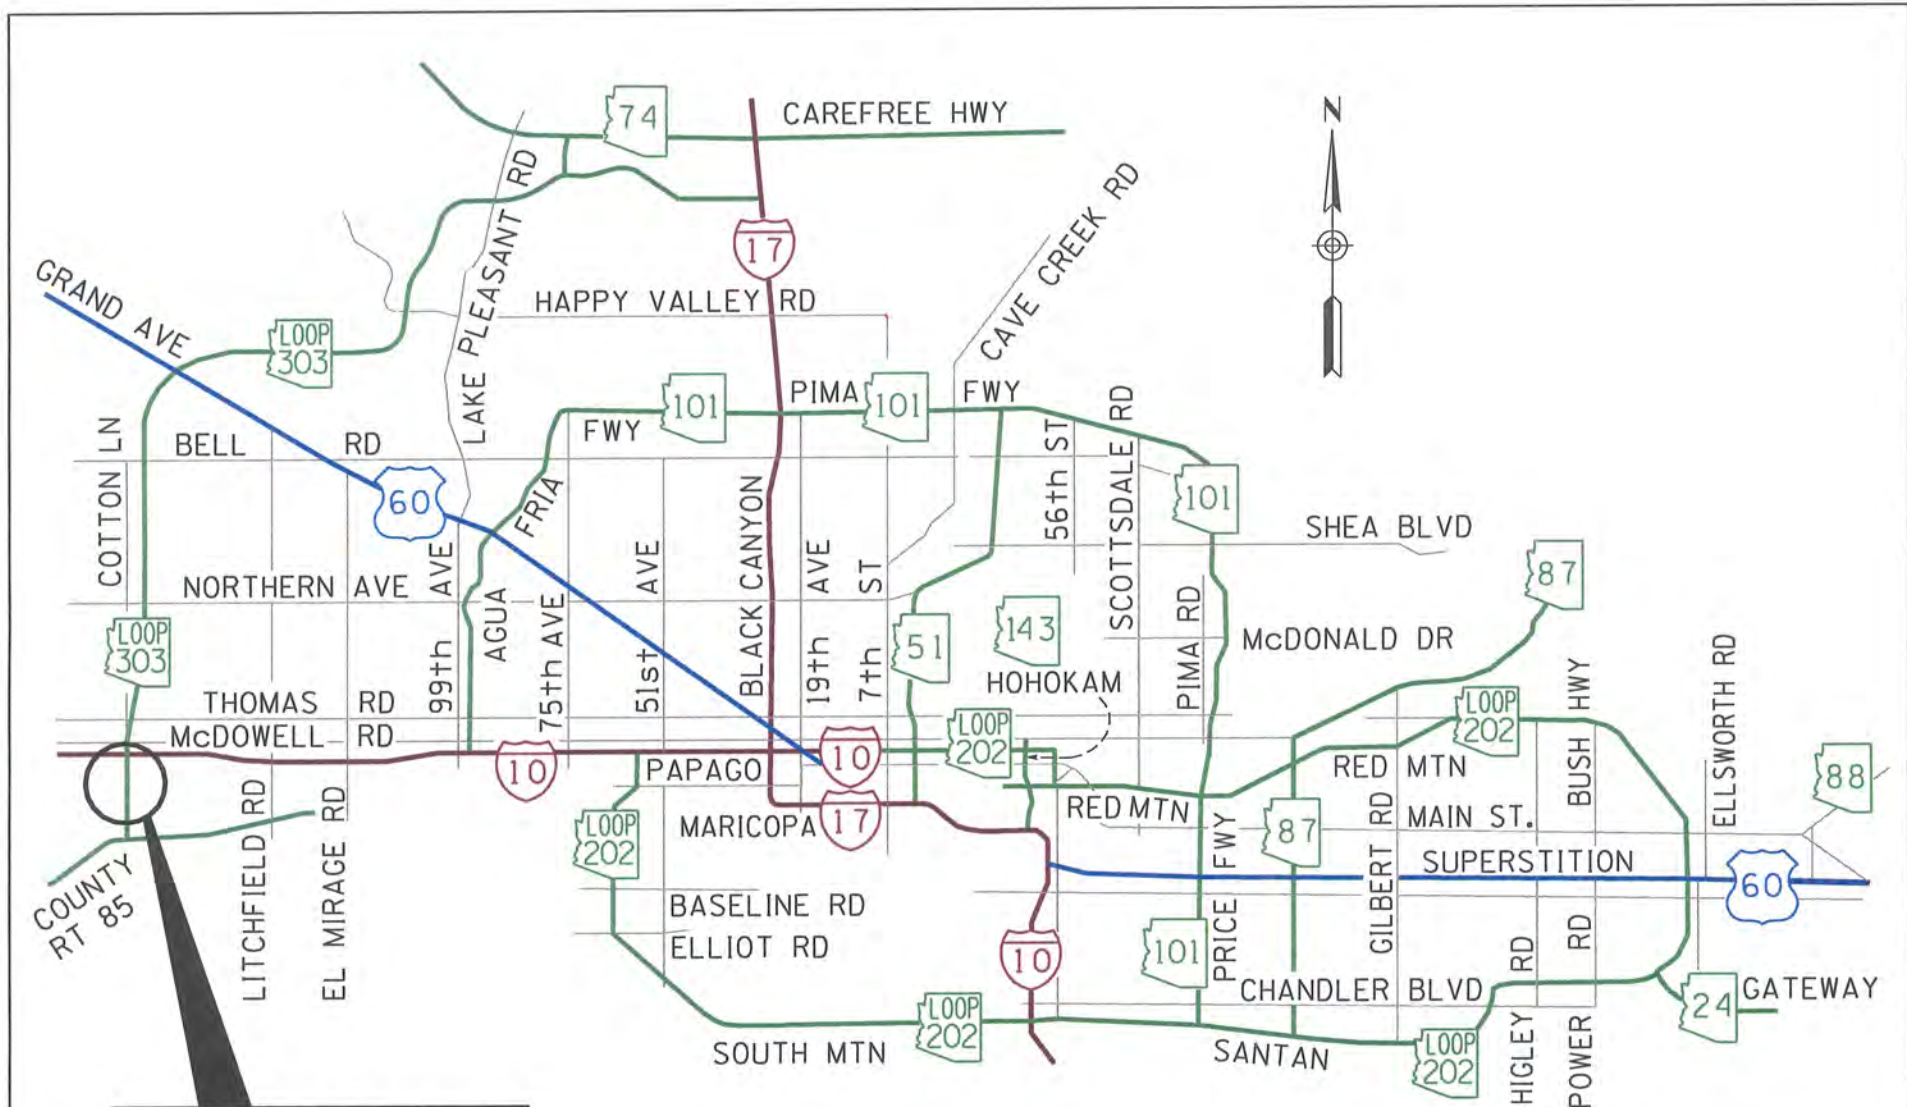 74
CAREFREE HWY
N
LAKE PLEASANT RD
17
CAVE CREEK RD
HAPPY VALLEY RD
GRAND AVE
LOOP 303
101
PIMA
101
FWY
FWY
COTTON LN
BELL RD
60
AGUA FRIA
BLACK CANYON
56th ST
SCOTTSDALE RD
101
SHEA BLVD
NORTHERN AVE
99th AVE
75th AVE
51st AVE
19th AVE
7th ST
87
LOOP 303
51
143
PIMA RD
McDONALD DR
HOHOKAM
THOMAS RD
McDOWELL RD
LOOP 202
LOOP 202
BUSH HWY
ELLSWORTH RD
10
PAPAGO
10
RED MTN
88
LITCHFIELD RD
EL MIRAGE RD
LOOP 202
MARICOPA
17
RED MTN
PRICE FWY
87
GILBERT RD
MAIN ST.
SUPERSTITION
60
COUNTY
RT 85
BASELINE RD
ELLIOT RD
10
101
CHANDLER BLVD
HIGLEY RD
POWER RD
24
GATEWAY
LOOP 202
SOUTH MTN
SANTAN
LOOP 202